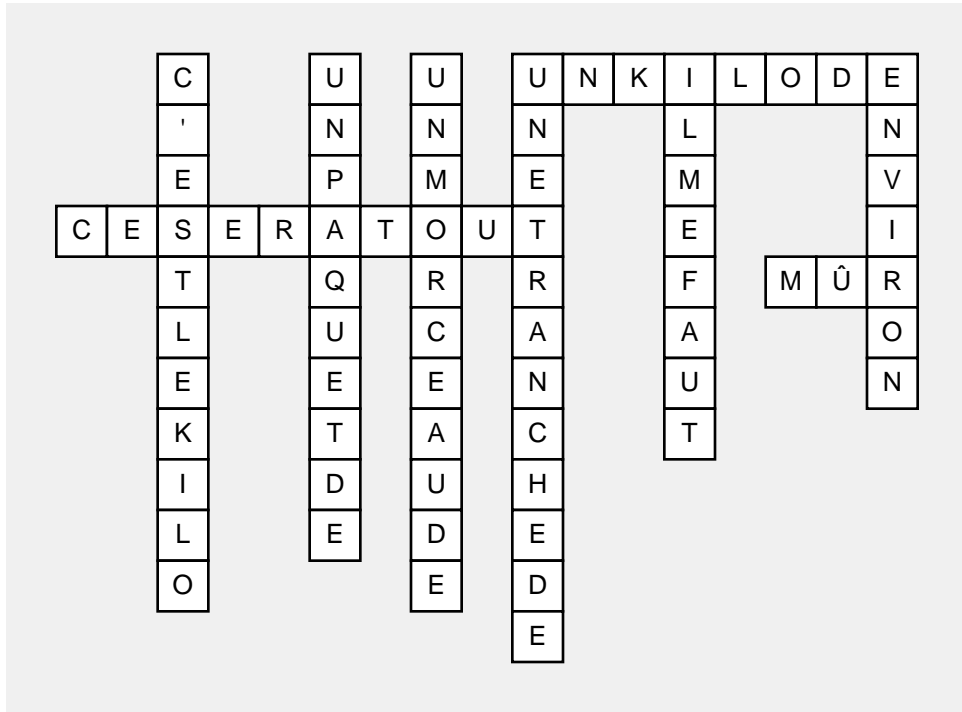 UNKILODE
CESERATOUT
MÛR
C'ESTLEKILO
UNPAQUETDE
UNMORCEAUDE
UNETRANCHEDE
ILMEFAUT
ENVIRON